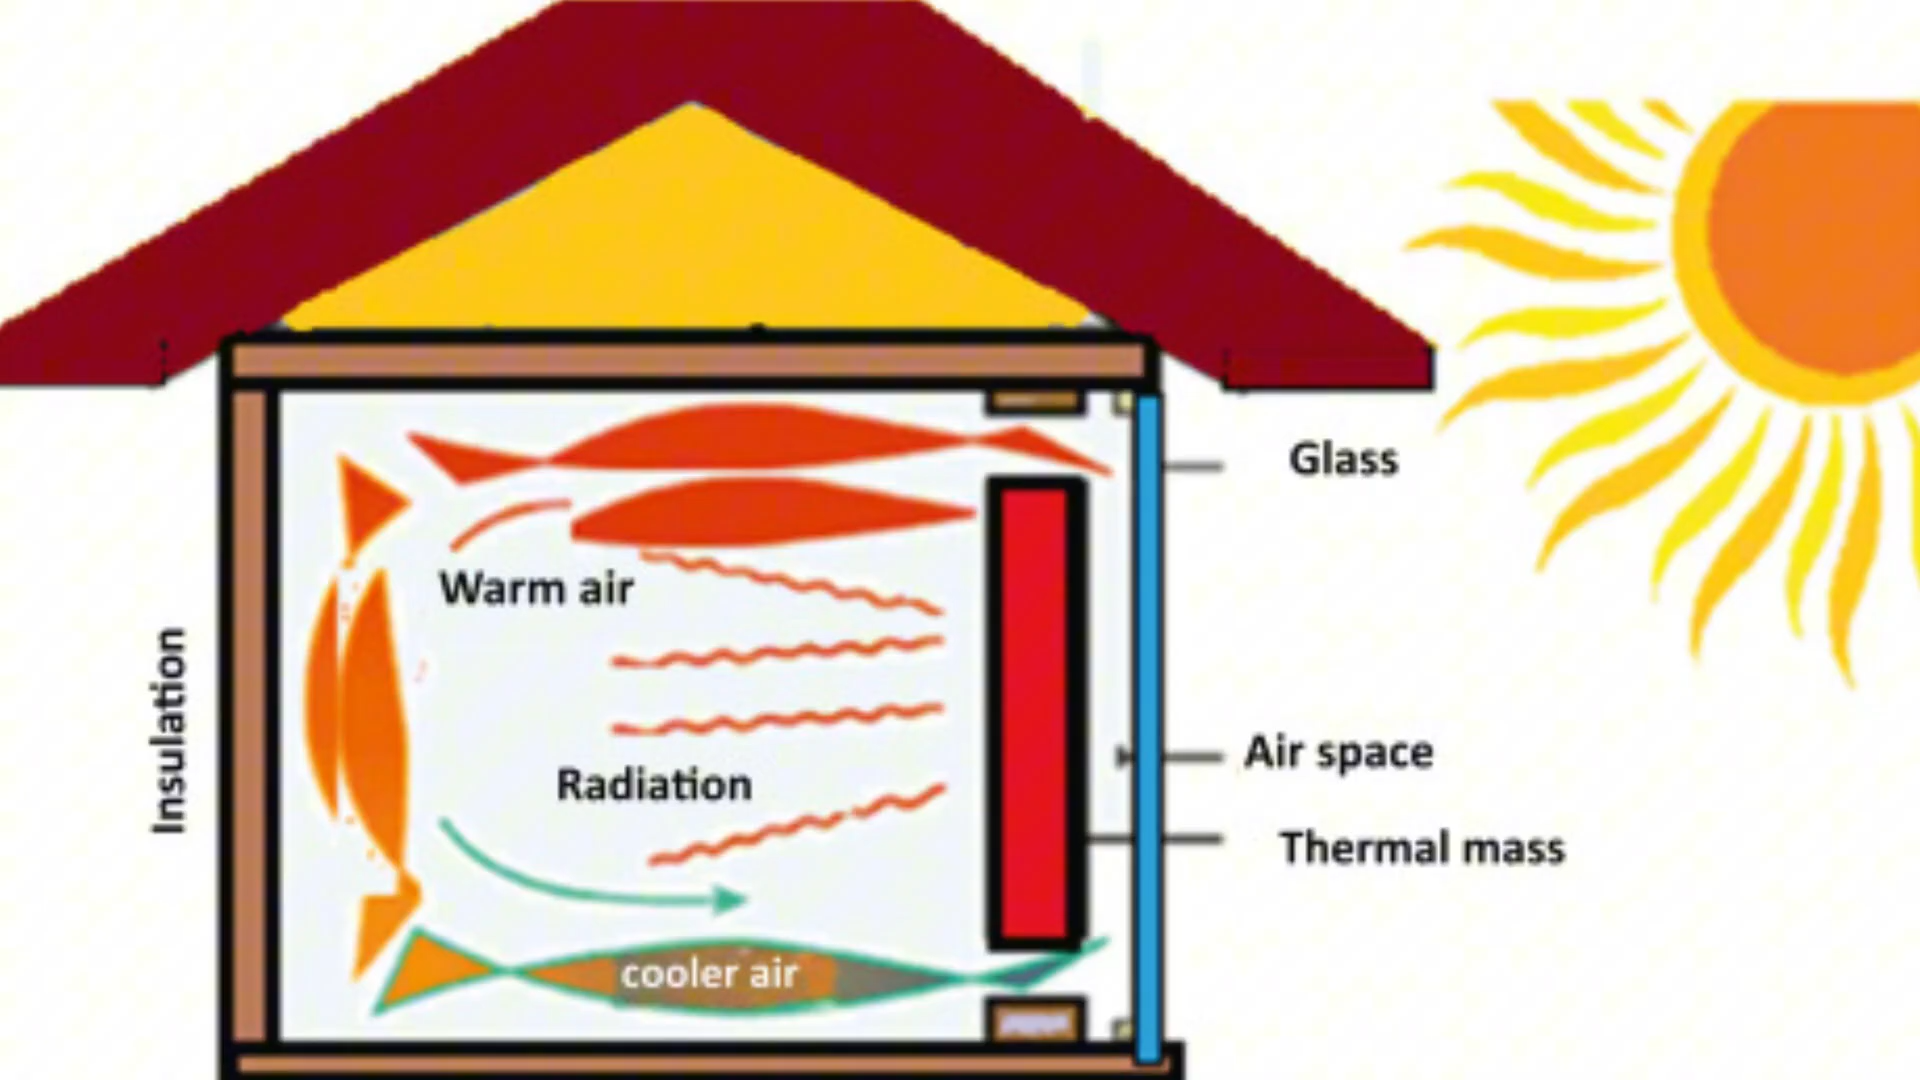 Glass
Warm air
Insulation
Air space
Radiation
Thermal mass
cooler air